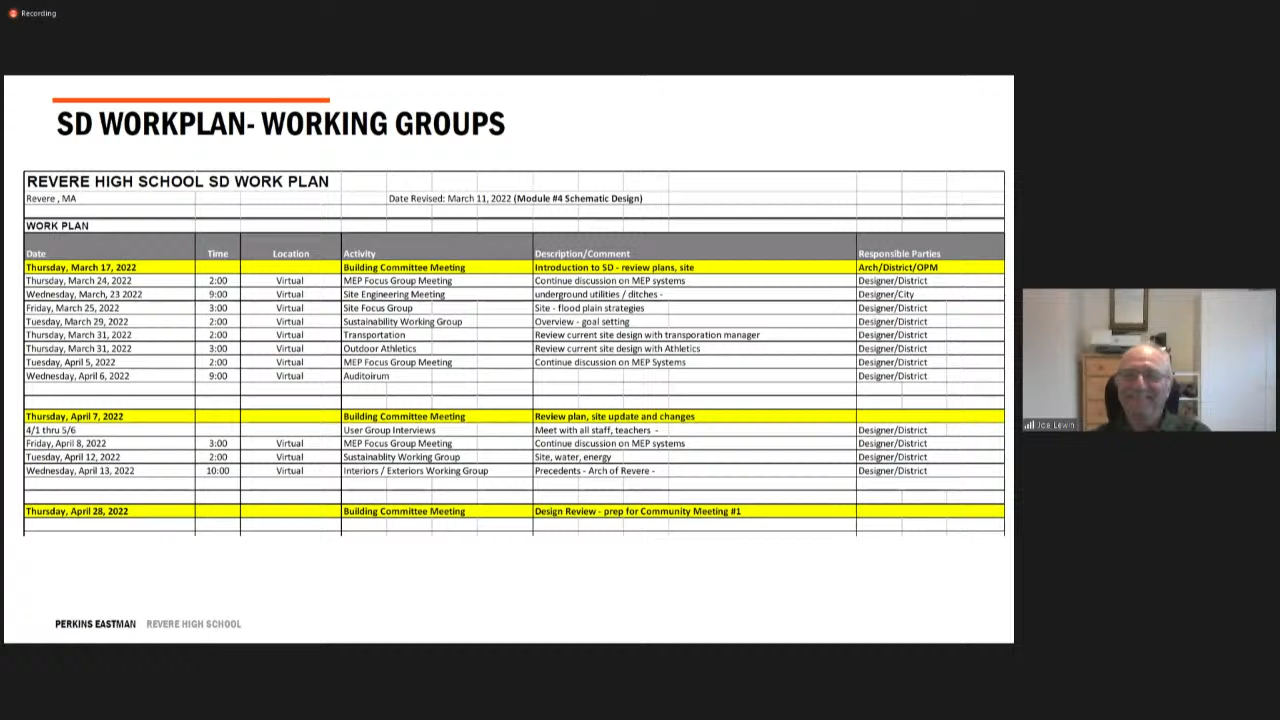 Recording
SD WORKPLAN- WORKING GROUPS
REVERE HIGH SCHOOL SD WORK PLAN
Revere , MA Date Revised: March 11, 2022 (Module #4 Schematic Design)
WORK PLAN
Date Time Location Activity Description/Comment Responsible Parties
Thursday, March 17, 2022 Building Committee Meeting Introduction to SD - review plans, site Arch/District/OPM
Thursday, March 24, 2022 2:00 Virtual MEP Focus Group Meeting Continue discussion on MEP systems Designer/District
Wednesday, March, 23 2022 9:00 Virtual Site Engineering Meeting underground utilities / ditches - Designer/City
Friday, March 25, 2022 3:00 Virtual Site Focus Group Site - flood plain strategies Designer/District
Tuesday, March 29, 2022 2:00 Virtual Sustainability Working Group Overview - goal setting Designer/District
Thursday, March 31, 2022 2:00 Virtual Transportation Review current site design with transporation manager Designer/District
Thursday, March 31, 2022 3:00 Virtual Outdoor Athletics Review current site design with Athletics Designer/District
Tuesday, April 5, 2022 2:00 Virtual MEP Focus Group Meeting Continue discussion on MEP Systems Designer/District
Wednesday, April 6, 2022 9:00 Virtual Auditoirum Designer/District
Thursday, April 7, 2022 Building Committee Meeting Review plan, site update and changes
4/1 thru 5/6 User Group Interviews Meet with all staff, teachers - Designer/District
Friday, April 8, 2022 3:00 Virtual MEP Focus Group Meeting Continue discussion on MEP systems Designer/District
Tuesday, April 12, 2022 2:00 Virtual Sustainablity Working Group Site, water, energy Designer/District
Wednesday, April 13, 2022 10:00 Virtual Interiors / Exteriors Working Group Precedents - Arch of Revere - Designer/District
Thursday, April 28, 2022 Building Committee Meeting Design Review - prep for Community Meeting #1
Joe Lewin
PERKINS EASTMAN REVERE HIGH SCHOOL